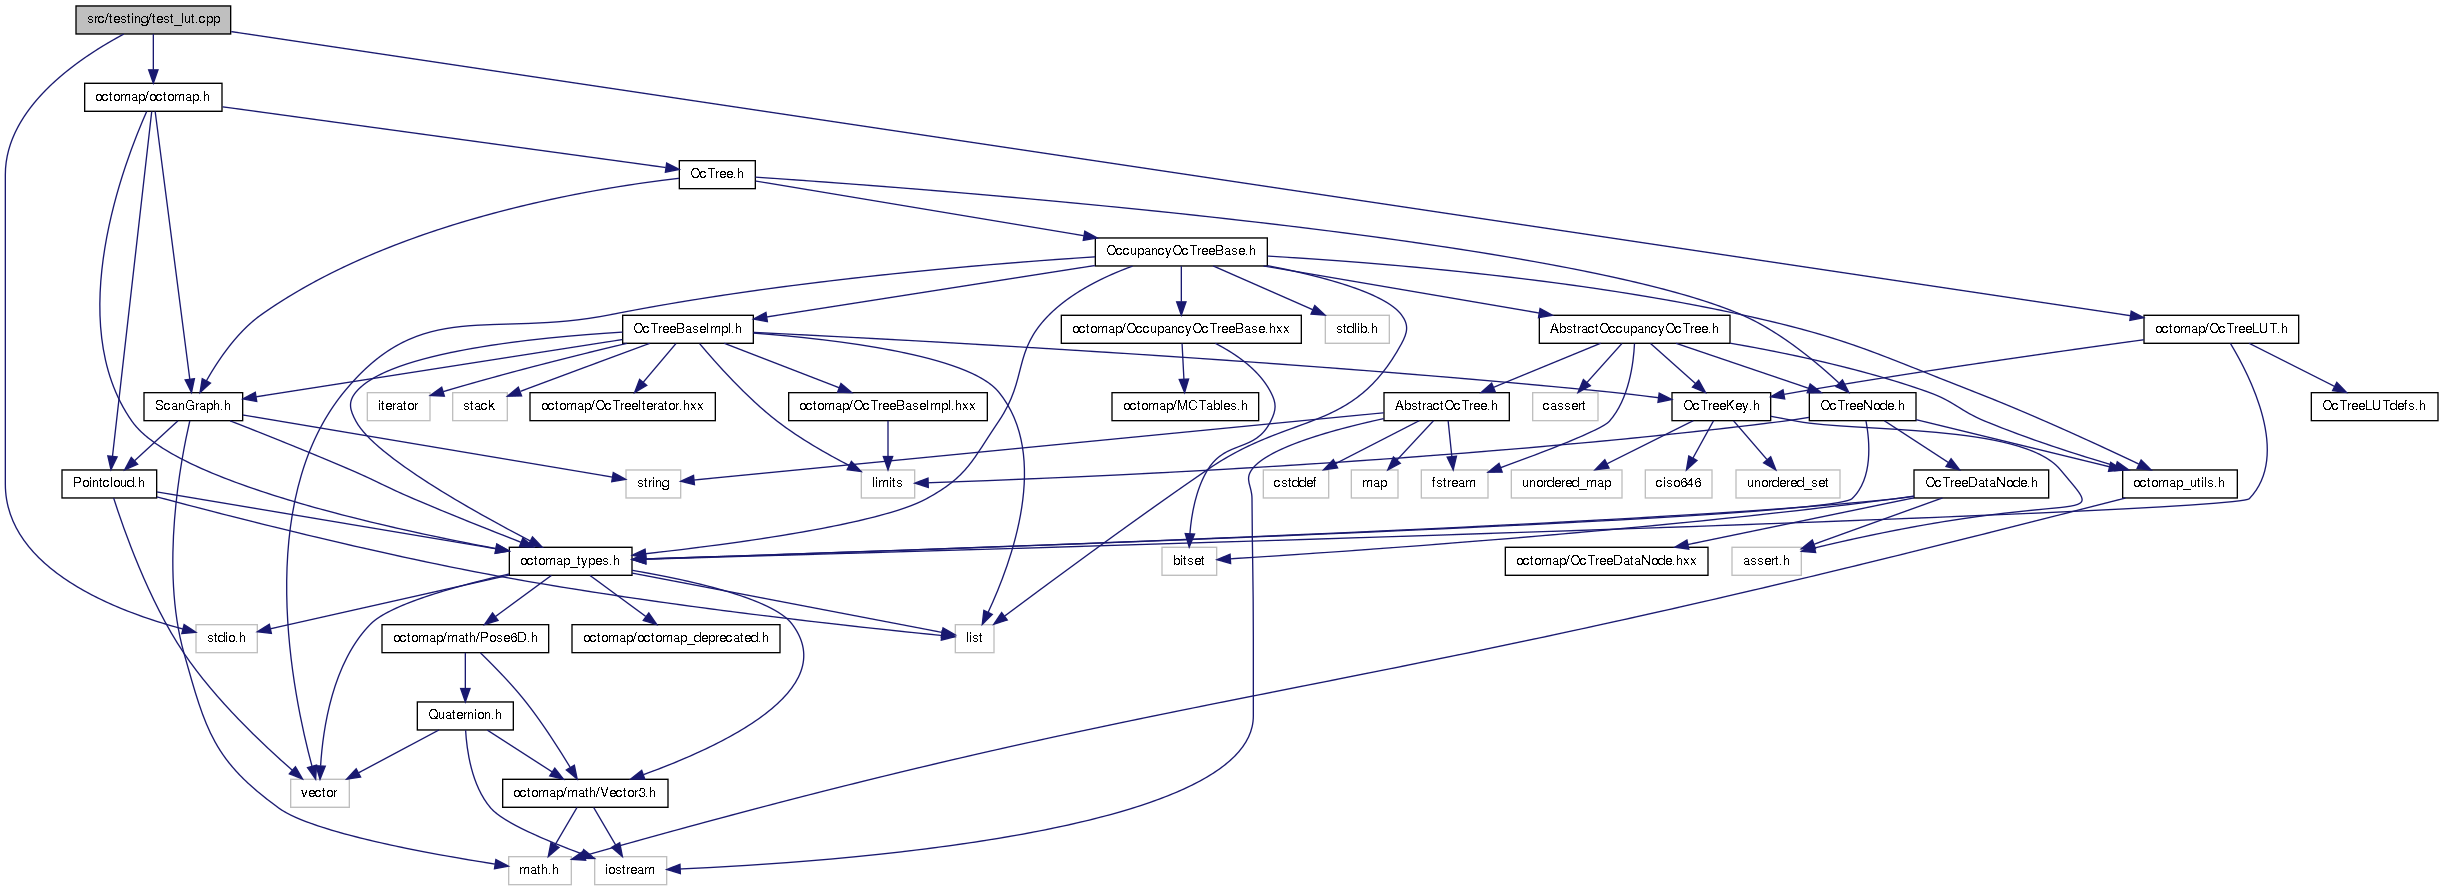 src/testing/test_lut.cpp
octomap/octomap.h
OcTree.h
OccupancyOcTreeBase.h
OcTreeBaseImpl.h
octomap/OccupancyOcTreeBase.hxx
stdlib.h
AbstractOccupancyOcTree.h
octomap/OcTreeLUT.h
ScanGraph.h
iterator
stack
octomap/OcTreeIterator.hxx
octomap/OcTreeBaseImpl.hxx
octomap/MCTables.h
AbstractOcTree.h
cassert
OcTreeKey.h
OcTreeNode.h
OcTreeLUTdefs.h
Pointcloud.h
string
limits
cstddef
map
fstream
unordered_map
ciso646
unordered_set
OcTreeDataNode.h
octomap_utils.h
octomap_types.h
bitset
octomap/OcTreeDataNode.hxx
assert.h
stdio.h
octomap/math/Pose6D.h
octomap/octomap_deprecated.h
list
Quaternion.h
vector
octomap/math/Vector3.h
math.h
iostream